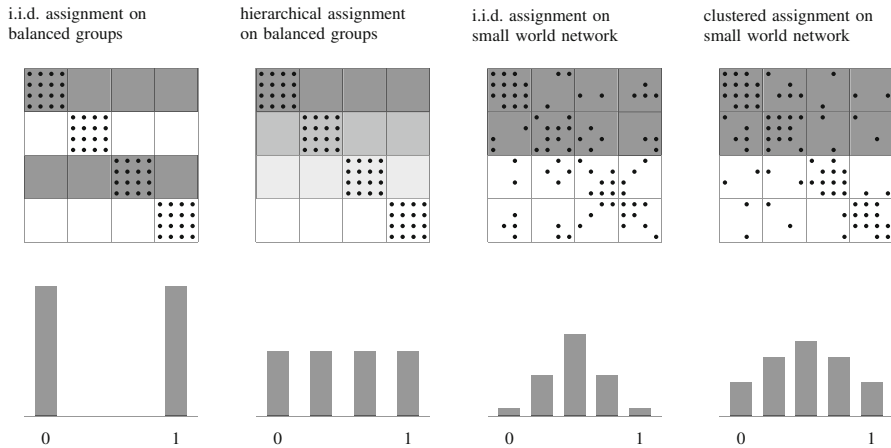 i.i.d. assignment on
balanced groups
hierarchical assignment
on balanced groups
i.i.d. assignment on
small world network
clustered assignment on
small world network
0 1
0 1
0 1
0 1